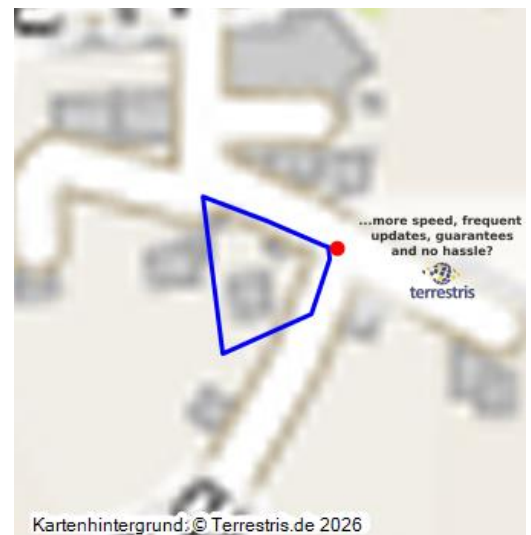 ...more speed, frequent
updates, guarantees
and no hassle?
terrestris
Kartenhintergrund: © Terrestris.de 2026